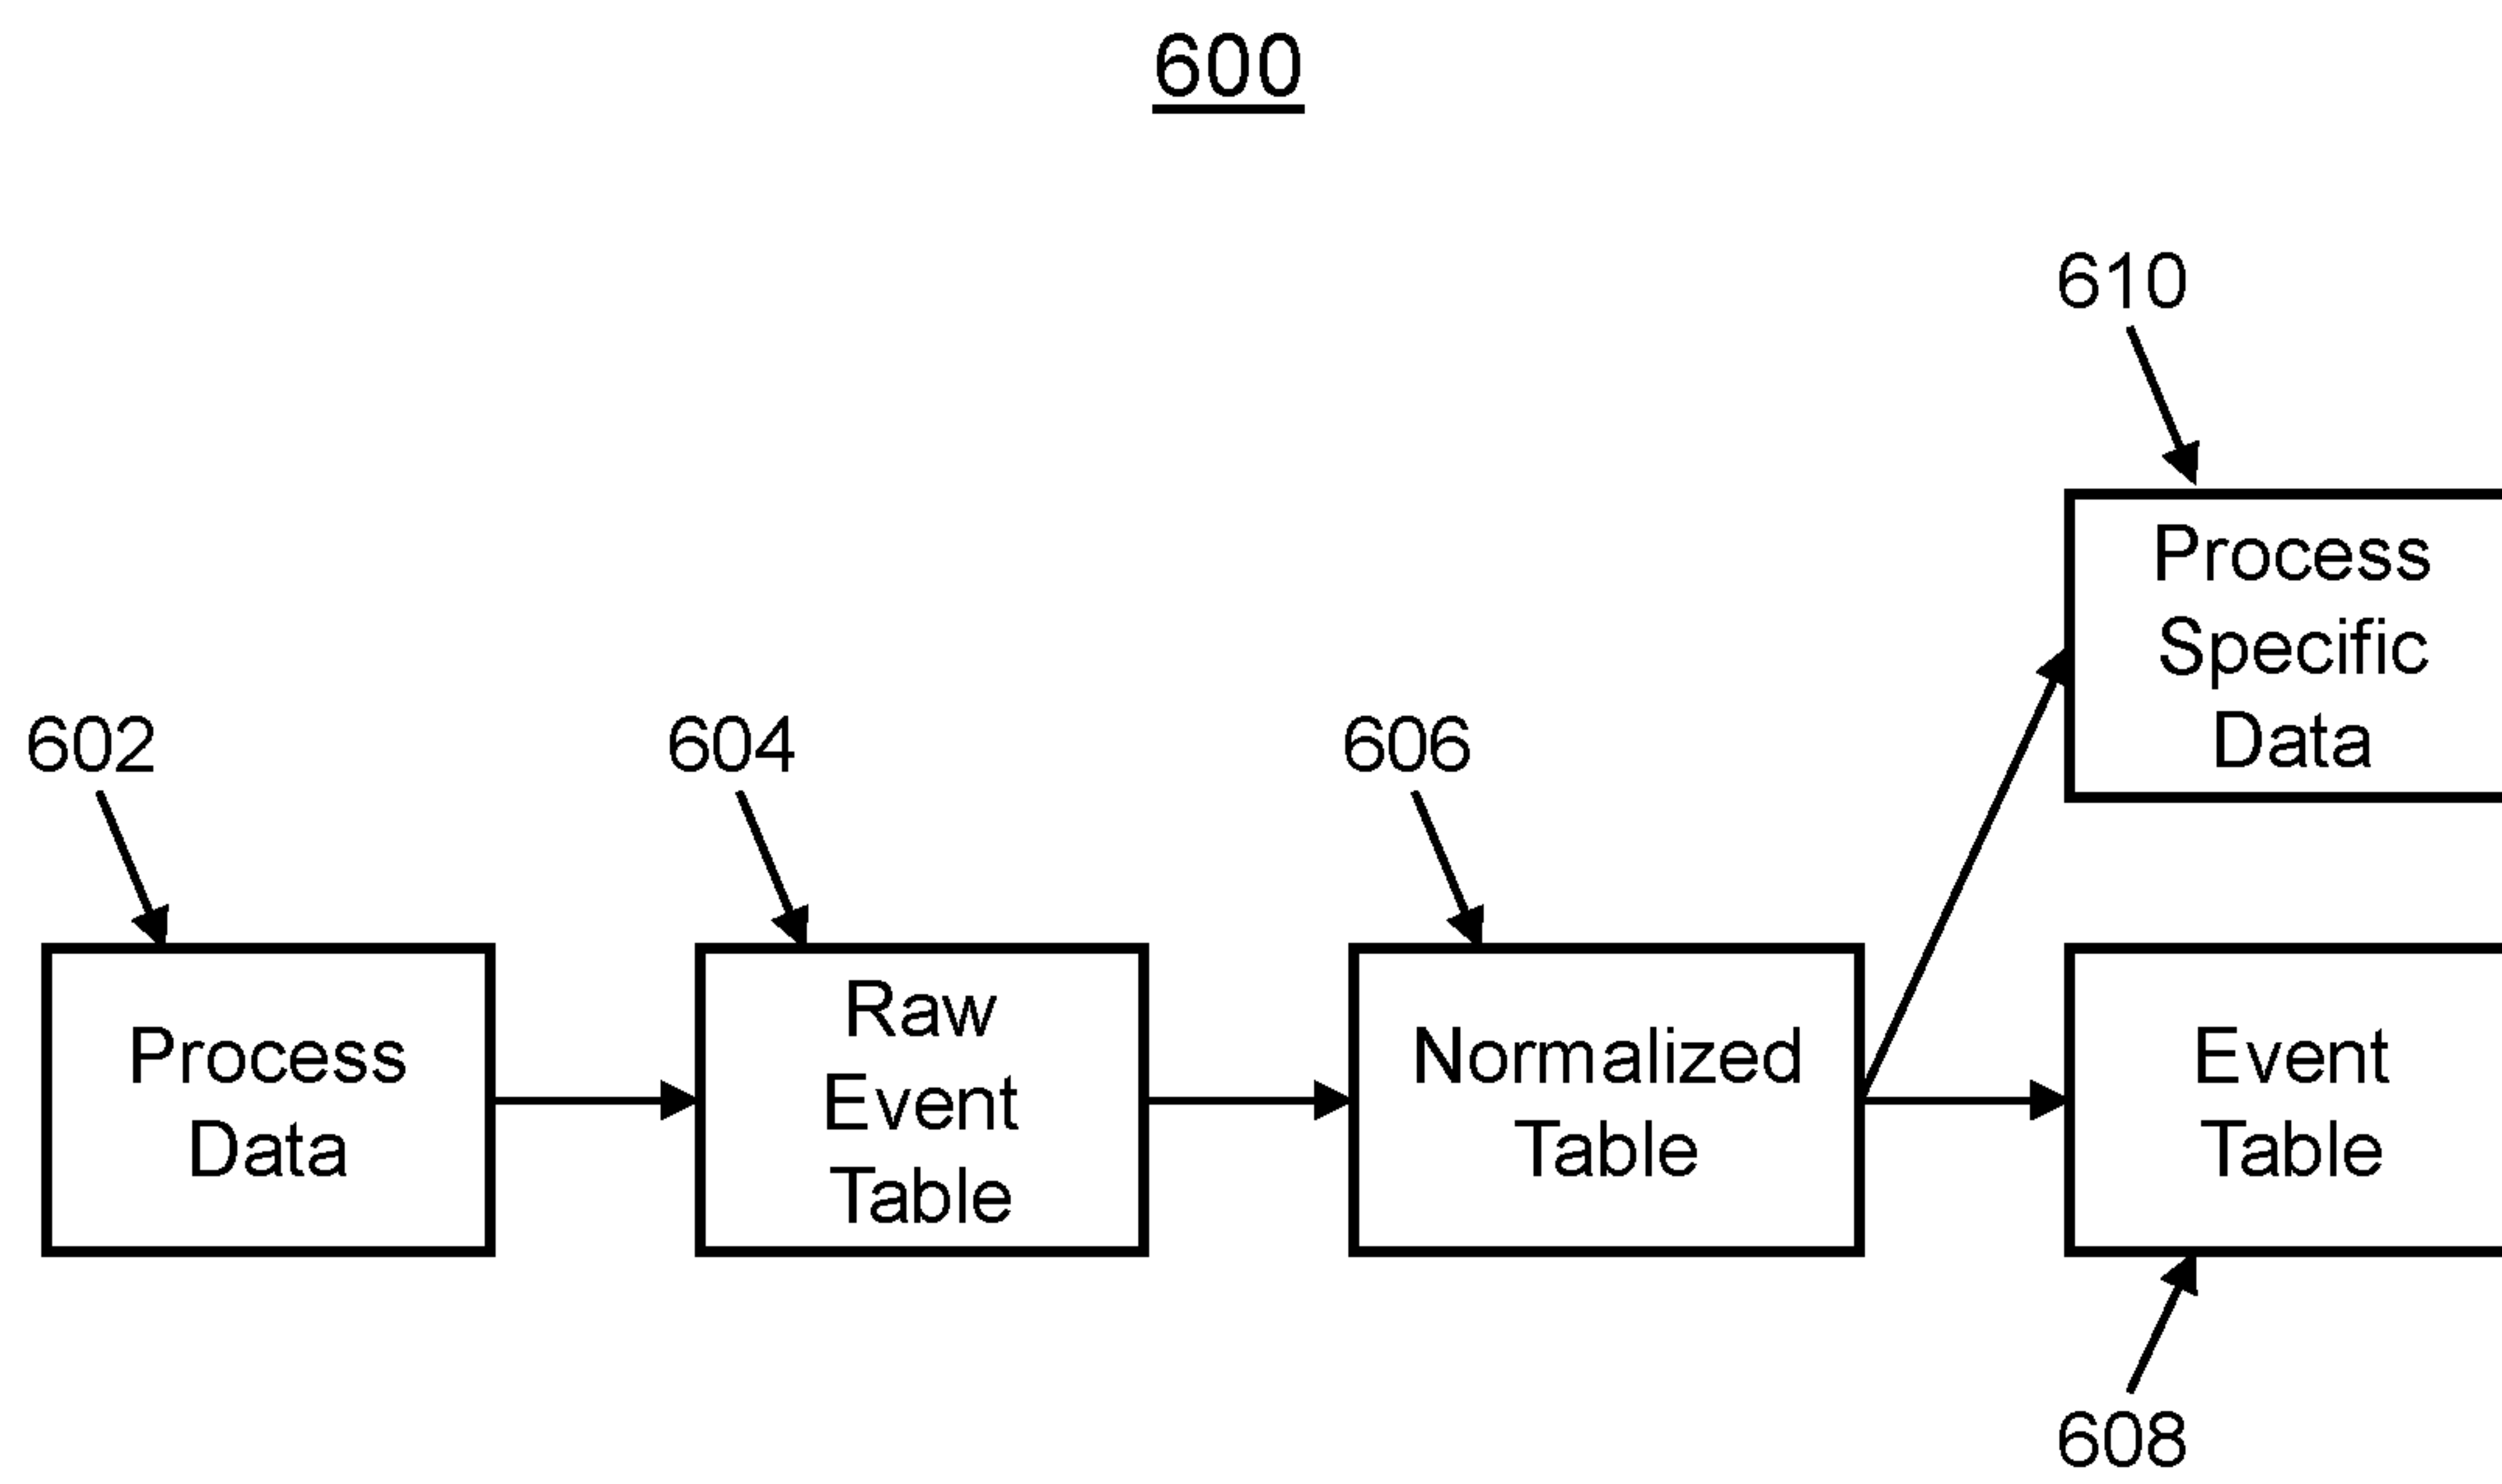 600
610
Process
Specific
Data
602
604
606
Process
Data
Raw
Event
Table
Normalized
Table
Event
Table
608